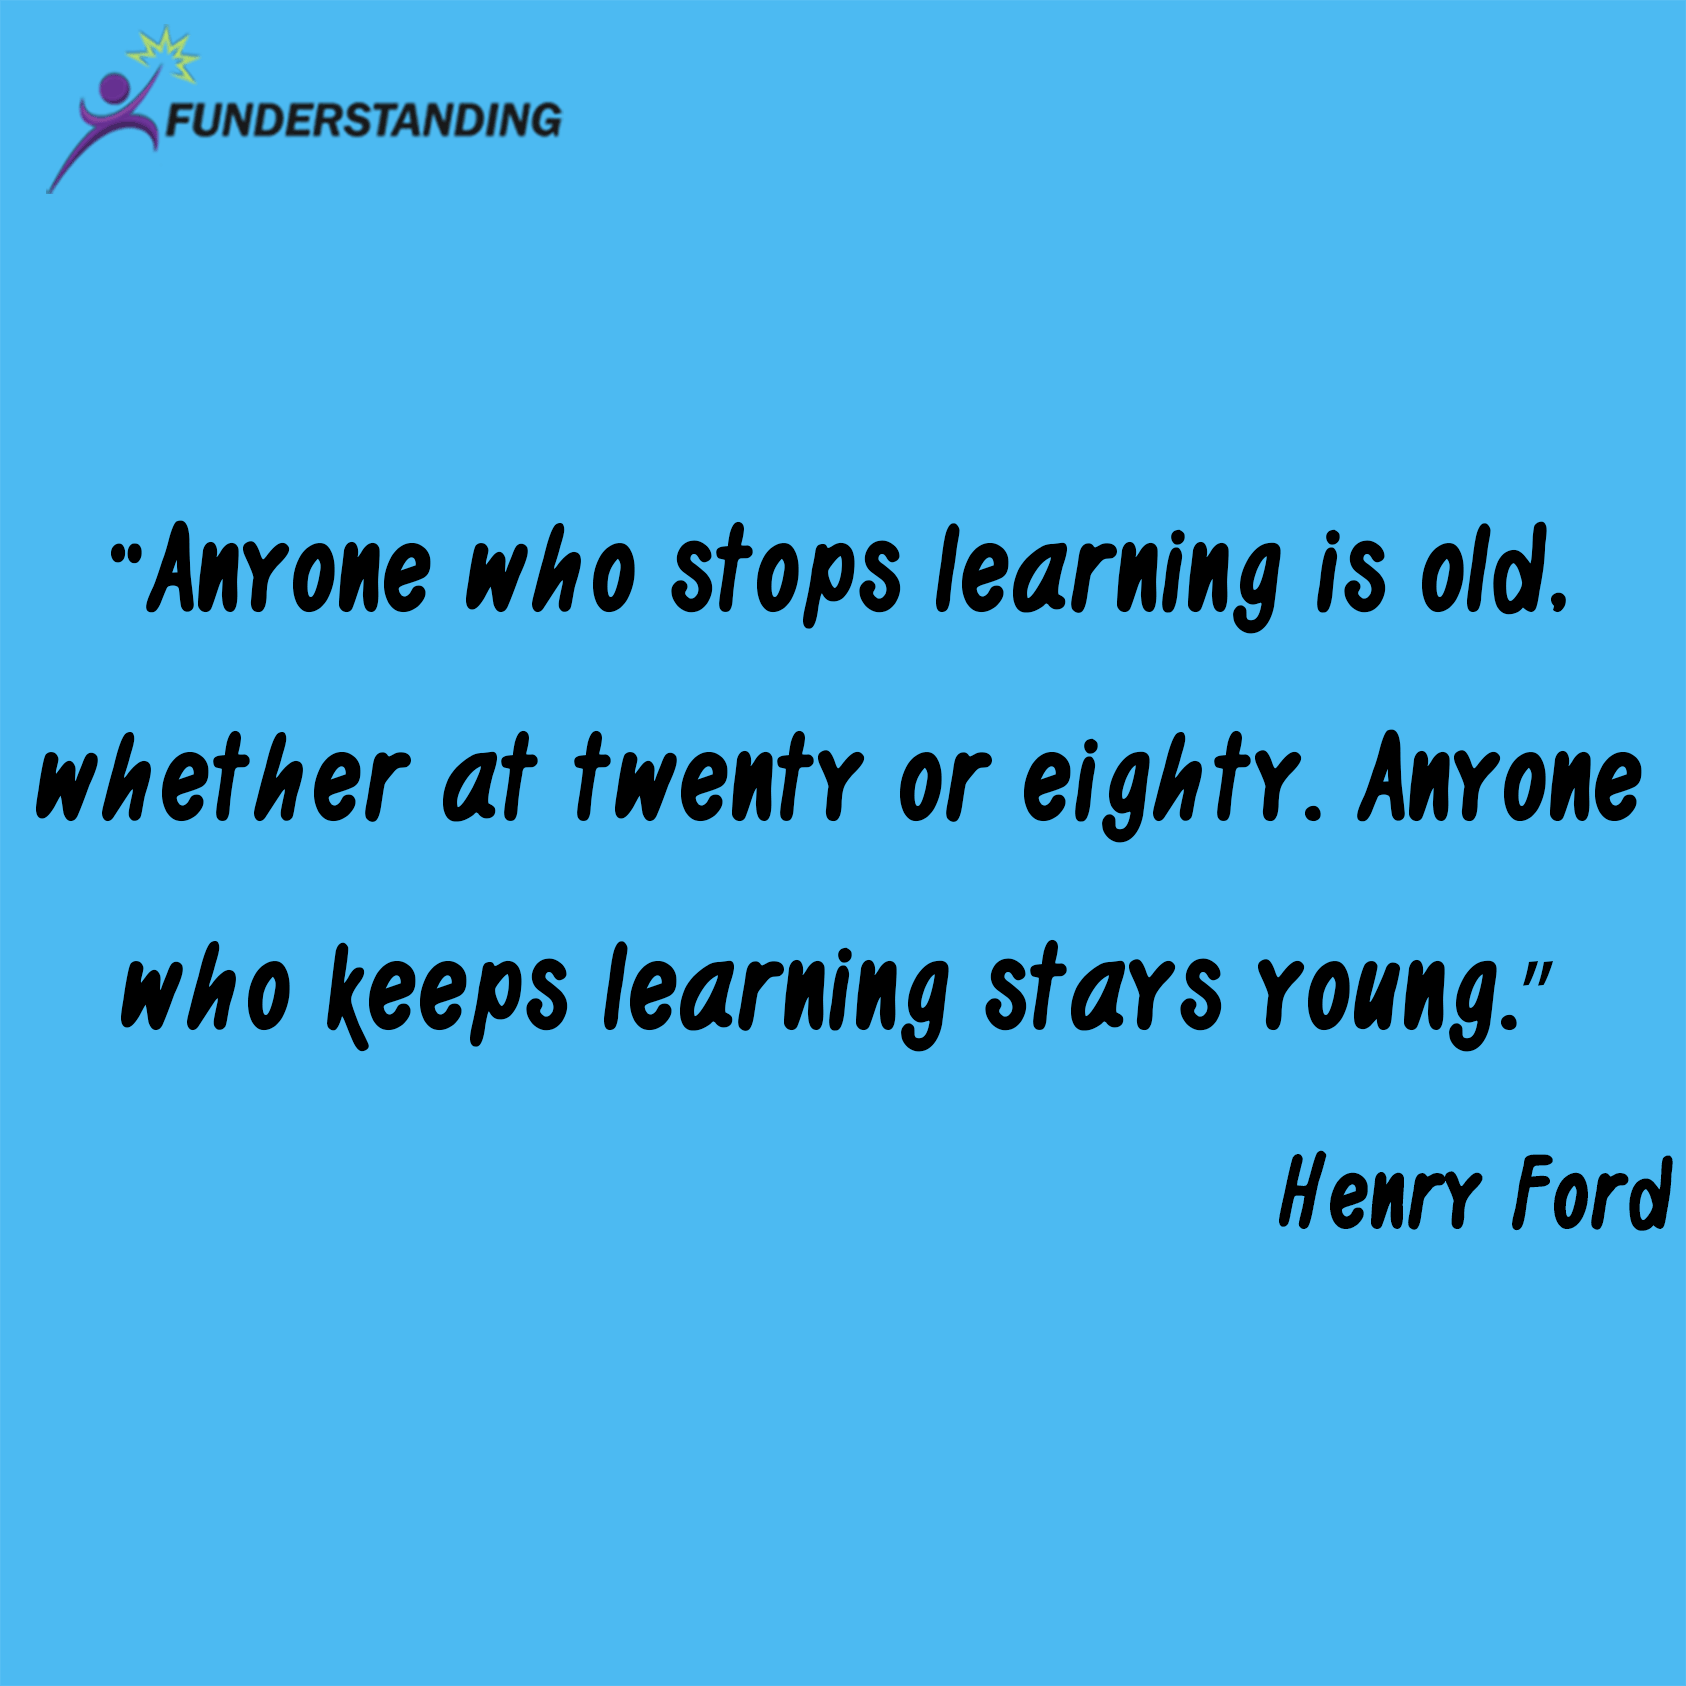 FUNDERSTANDING
"Anyone who stops learning is old,
whether at twenty or eighty. Anyone
who keeps learning stays young."
Henry Ford